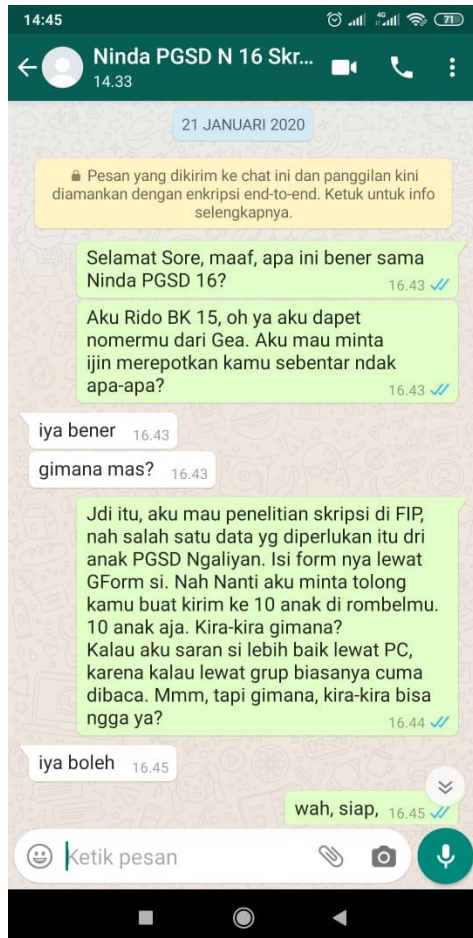 14:45
4G
71
Ninda PGSD N 16 Skr...
14.33
21 JANUARI 2020
Pesan yang dikirim ke chat ini dan panggilan kini
diamankan dengan enkripsi end-to-end. Ketuk untuk info
selengkapnya.
Selamat Sore, maaf, apa ini bener sama
Ninda PGSD 16?
16.43
Aku Rido BK 15, oh ya aku dapet
nomermu dari Gea. Aku mau minta
ijin merepotkan kamu sebentar ndak
apa-apa?
16.43
iya bener 16.43
gimana mas? 16.43
Jdi itu, aku mau penelitian skripsi di FIP,
nah salah satu data yg diperlukan itu dri
anak PGSD Ngaliyan. Isi form nya lewat
GForm si. Nah Nanti aku minta tolong
kamu buat kirim ke 10 anak di rombelmu.
10 anak aja. Kira-kira gimana?
Kalau aku saran si lebih baik lewat PC,
karena kalau lewat grup biasanya cuma
dibaca. Mmm, tapi gimana, kira-kira bisa
ngga ya?
16.44
iya boleh 16.45
wah, siap, 16.45
Ketik pesan